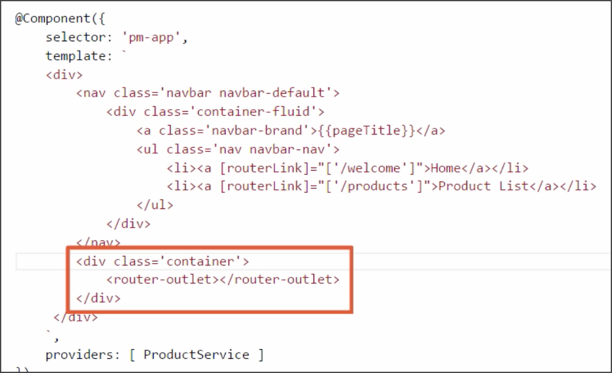 @Component({
    selector: 'pm-app',
    template: `
    <div>
        <nav class='navbar navbar-default'>
            <div class='container-fluid'>
                <a class='navbar-brand'>{{pageTitle}}</a>
                <ul class='nav navbar-nav'>
                    <li><a [routerLink]="['/welcome']">Home</a></li>
                    <li><a [routerLink]="['/products']">Product List</a></li>
                </ul>
            </div>
        </nav>
        <div class='container'>
            <router-outlet></router-outlet>
        </div>
     </div>
    `,
    providers: [ ProductService ]
})